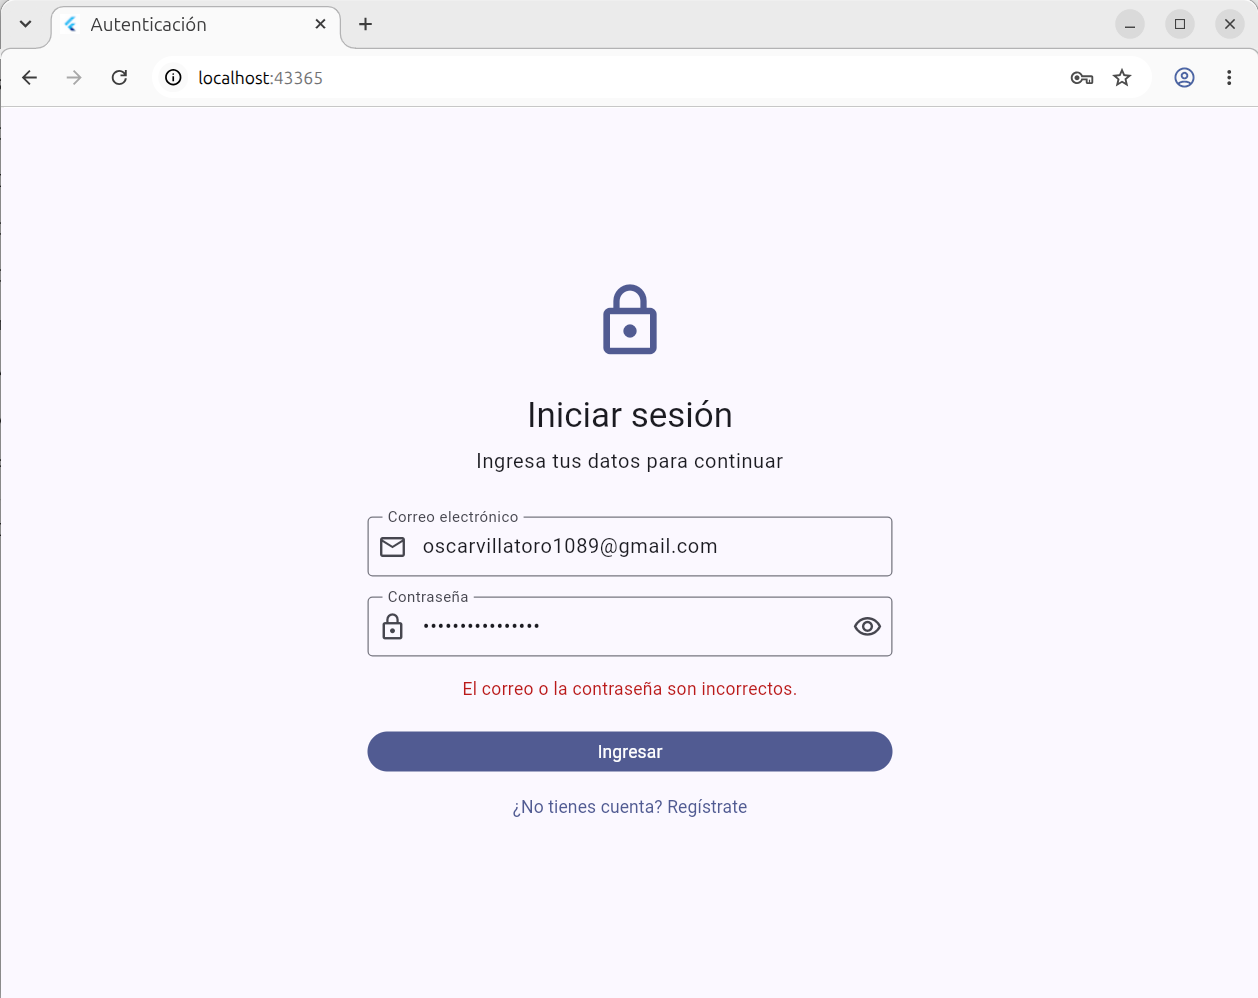 Autenticación
localhost:43365
Iniciar sesión
Ingresa tus datos para continuar
Correo electrónico
oscarvillatoro1089@gmail.com
Contraseña
••••••••••••••••
El correo o la contraseña son incorrectos.
Ingresar
¿No tienes cuenta? Regístrate